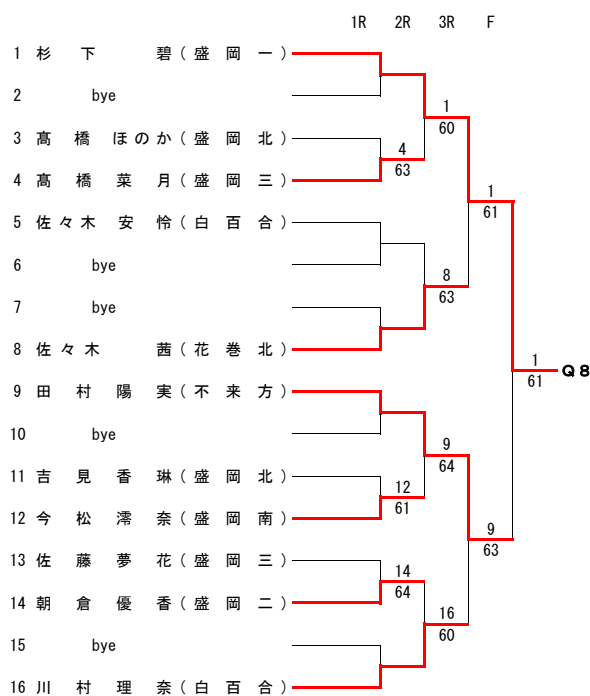 1R 2R 3R F
1 杉下 碧(盛岡一)
2 bye
1
60
3 髙橋 ほのか(盛岡北)
4
63
4 髙橋 菜月(盛岡三)
1
61
5 佐々木 安怜(白百合)
6 bye
8
63
7 bye
8 佐々木 茜(花巻北)
1
61
Q8
9 田村 陽実(不来方)
10 bye
9
64
11 吉見 香琳(盛岡北)
12
61
12 今松 澪奈(盛岡南)
9
63
13 佐藤 夢花(盛岡三)
14
64
14 朝倉 優香(盛岡二)
16
60
15 bye
16 川村 理奈(白百合)